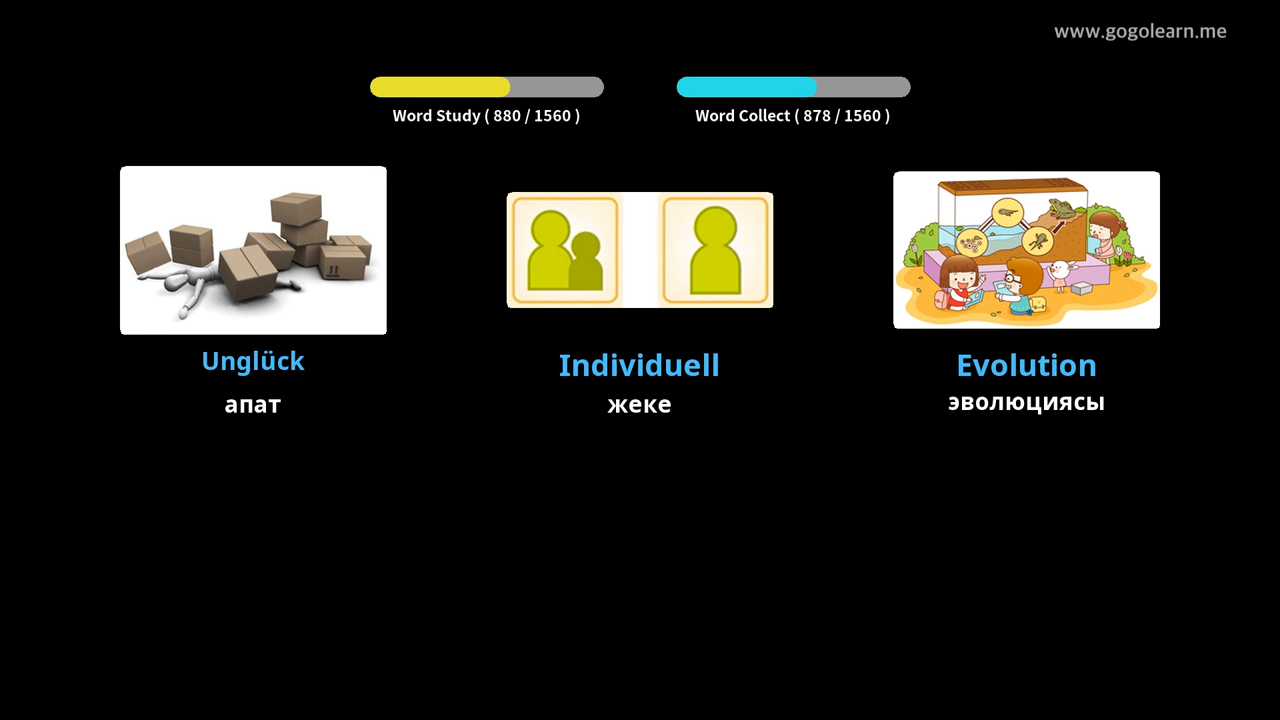 www.gogolearn.me
Word Study ( 880 / 1560 )
Word Collect ( 878 / 1560 )
Unglück
Individuell
Evolution
апат
жеке
эволюциясы